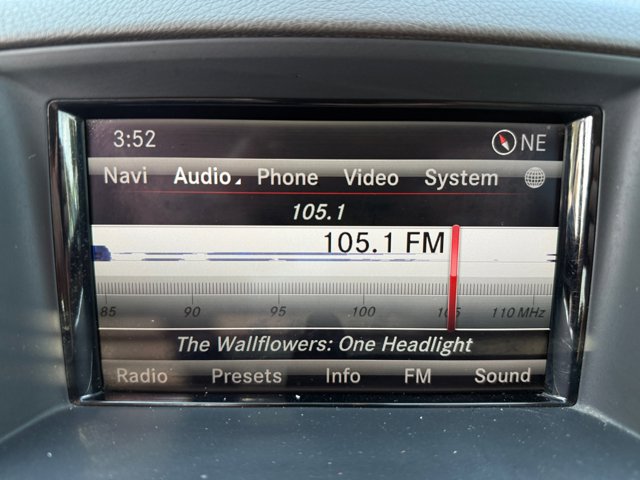 3:52 NE
Navi Audio Phone Video System
105.1
105.1 FM
85 90 95 100 105 110 MHz
The Wallflowers: One Headlight
Radio Presets Info FM Sound